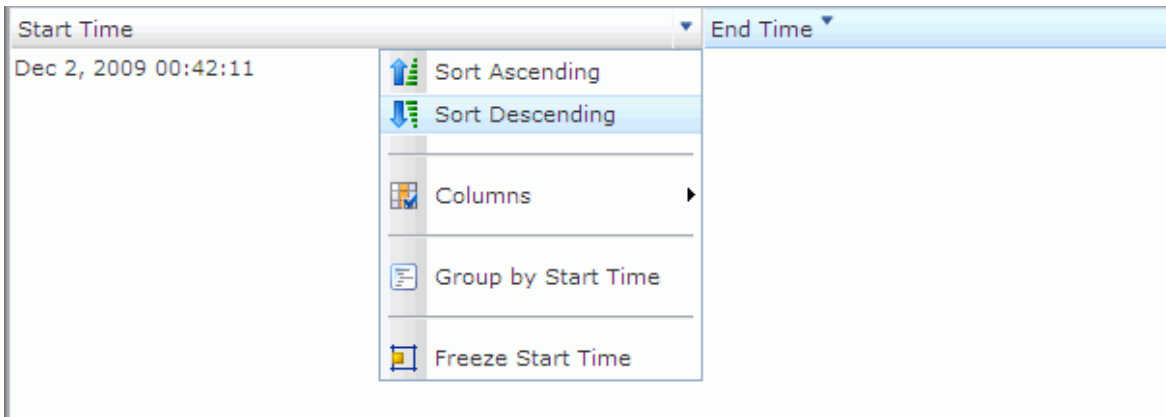 Start Time End Time
Dec 2, 2009 00:42:11
Sort Ascending
Sort Descending
Columns
Group by Start Time
Freeze Start Time